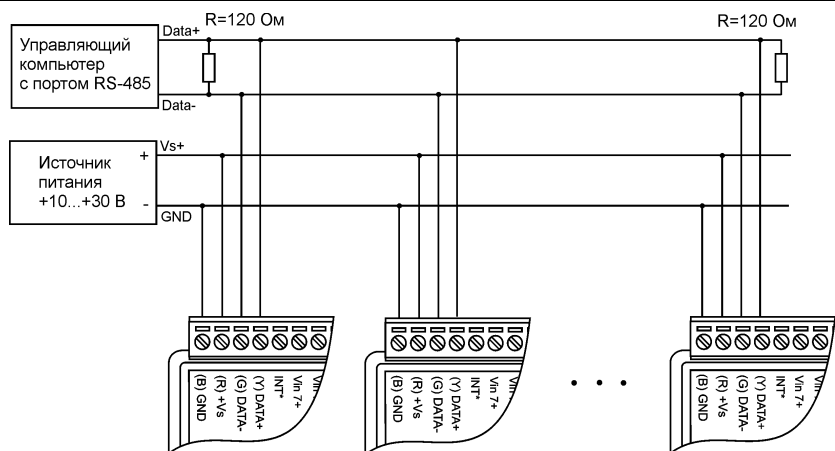 R=120 Ом
R=120 Ом
Data+
Управляющий
компьютер
с портом RS-485
Data-
Vs+
+
Источник
питания
+10...+30 В
-
GND
(B) GND
(R) +Vs
(G) DATA-
(Y) DATA+
INT*
Vin 7+
(B) GND
(R) +Vs
(G) DATA-
(Y) DATA+
INT*
Vin 7+
(B) GND
(R) +Vs
(G) DATA-
(Y) DATA+
INT*
Vin 7+